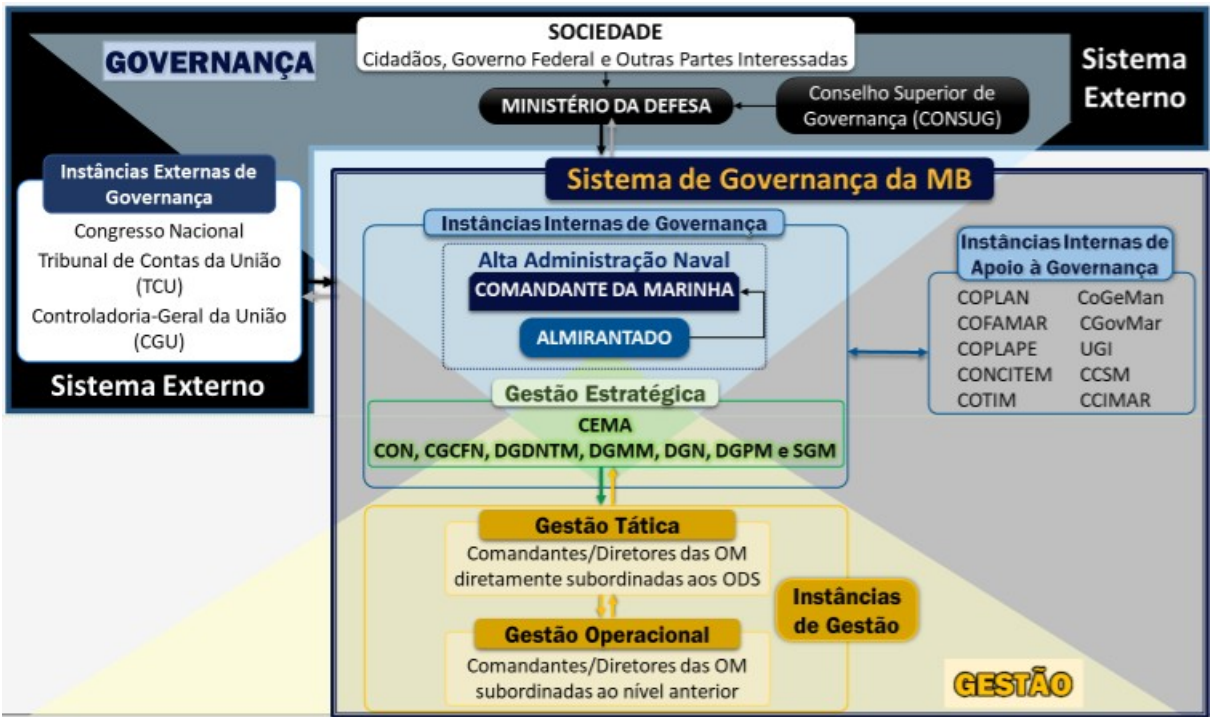 GOVERNANÇA
SOCIEDADE
Cidadãos, Governo Federal e Outras Partes Interessadas
Sistema
Externo
MINISTÉRIO DA DEFESA
Conselho Superior de
Governança (CONSUG)
Instâncias Externas de
Governança
Congresso Nacional
Tribunal de Contas da União
(TCU)
Controladoria-Geral da União
(CGU)
Sistema Externo
Sistema de Governança da MB
Instâncias Internas de Governança
Alta Administração Naval
COMANDANTE DA MARINHA
ALMIRANTADO
Gestão Estratégica
CEMA
CON, CGCFN, DGDNTM, DGMM, DGN, DGPM e SGM
Instâncias Internas de
Apoio à Governança
COPLAN CoGeMan
COFAMAR CGovMar
COPLAPE UGI
CONCITEM CCSM
COTIM CCIMAR
Gestão Tática
Comandantes/Diretores das OM
diretamente subordinadas aos ODS
Gestão Operacional
Comandantes/Diretores das OM
subordinadas ao nível anterior
Instâncias
de Gestão
GESTÃO